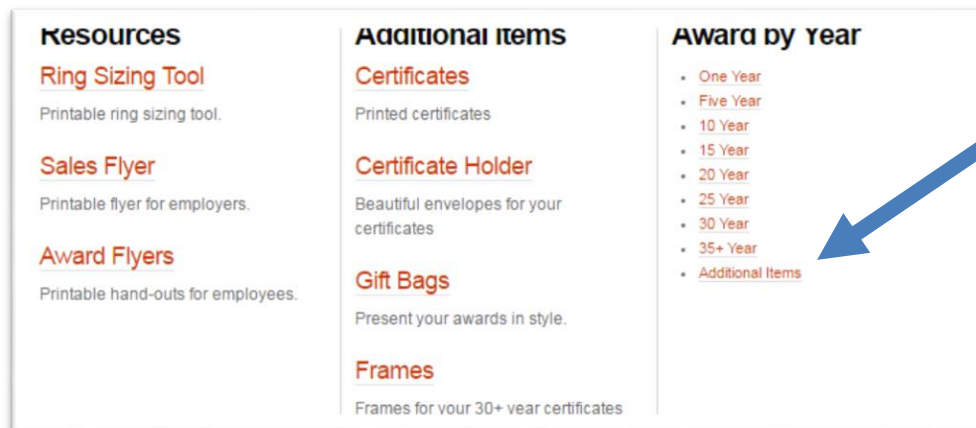 Resources
Ring Sizing Tool
Printable ring sizing tool.
Sales Flyer
Printable flyer for employers.
Award Flyers
Printable hand-outs for employees.
Additional Items
Certificates
Printed certificates
Certificate Holder
Beautiful envelopes for your
certificates
Gift Bags
Present your awards in style.
Frames
Frames for your 30+ year certificates
Award by Year
One Year
Five Year
10 Year
15 Year
20 Year
25 Year
30 Year
35+ Year
Additional Items